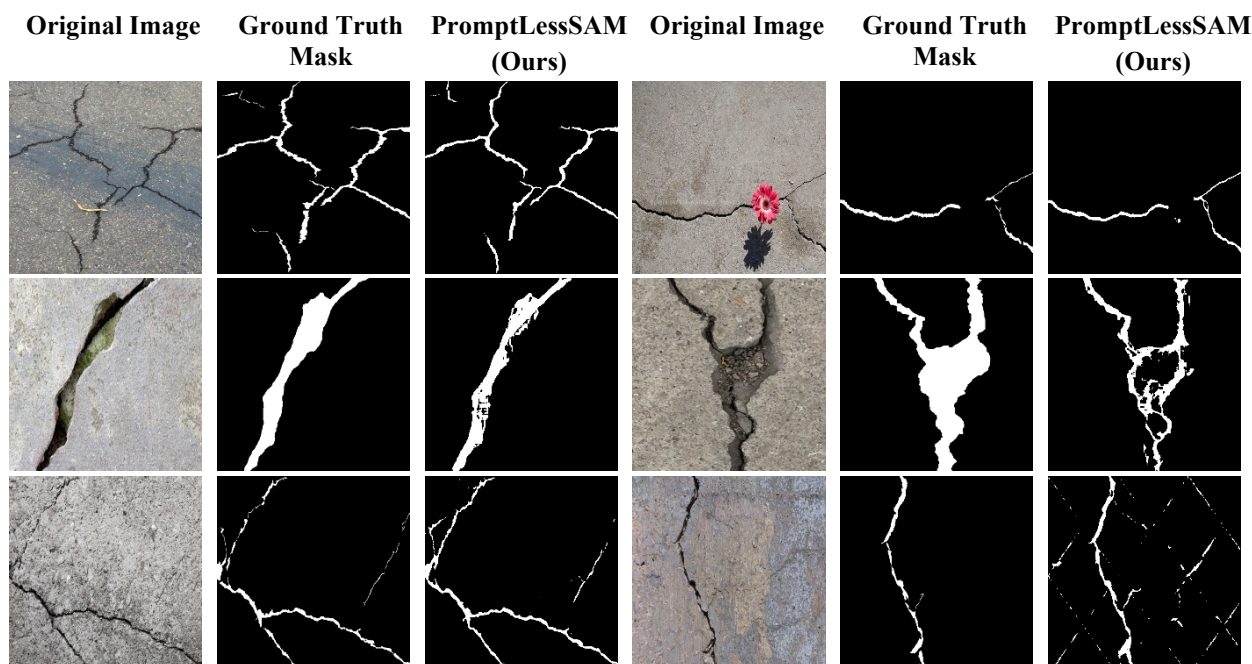 Original Image
Ground Truth
Mask
PromptLessSAM
(Ours)
Original Image
Ground Truth
Mask
PromptLessSAM
(Ours)